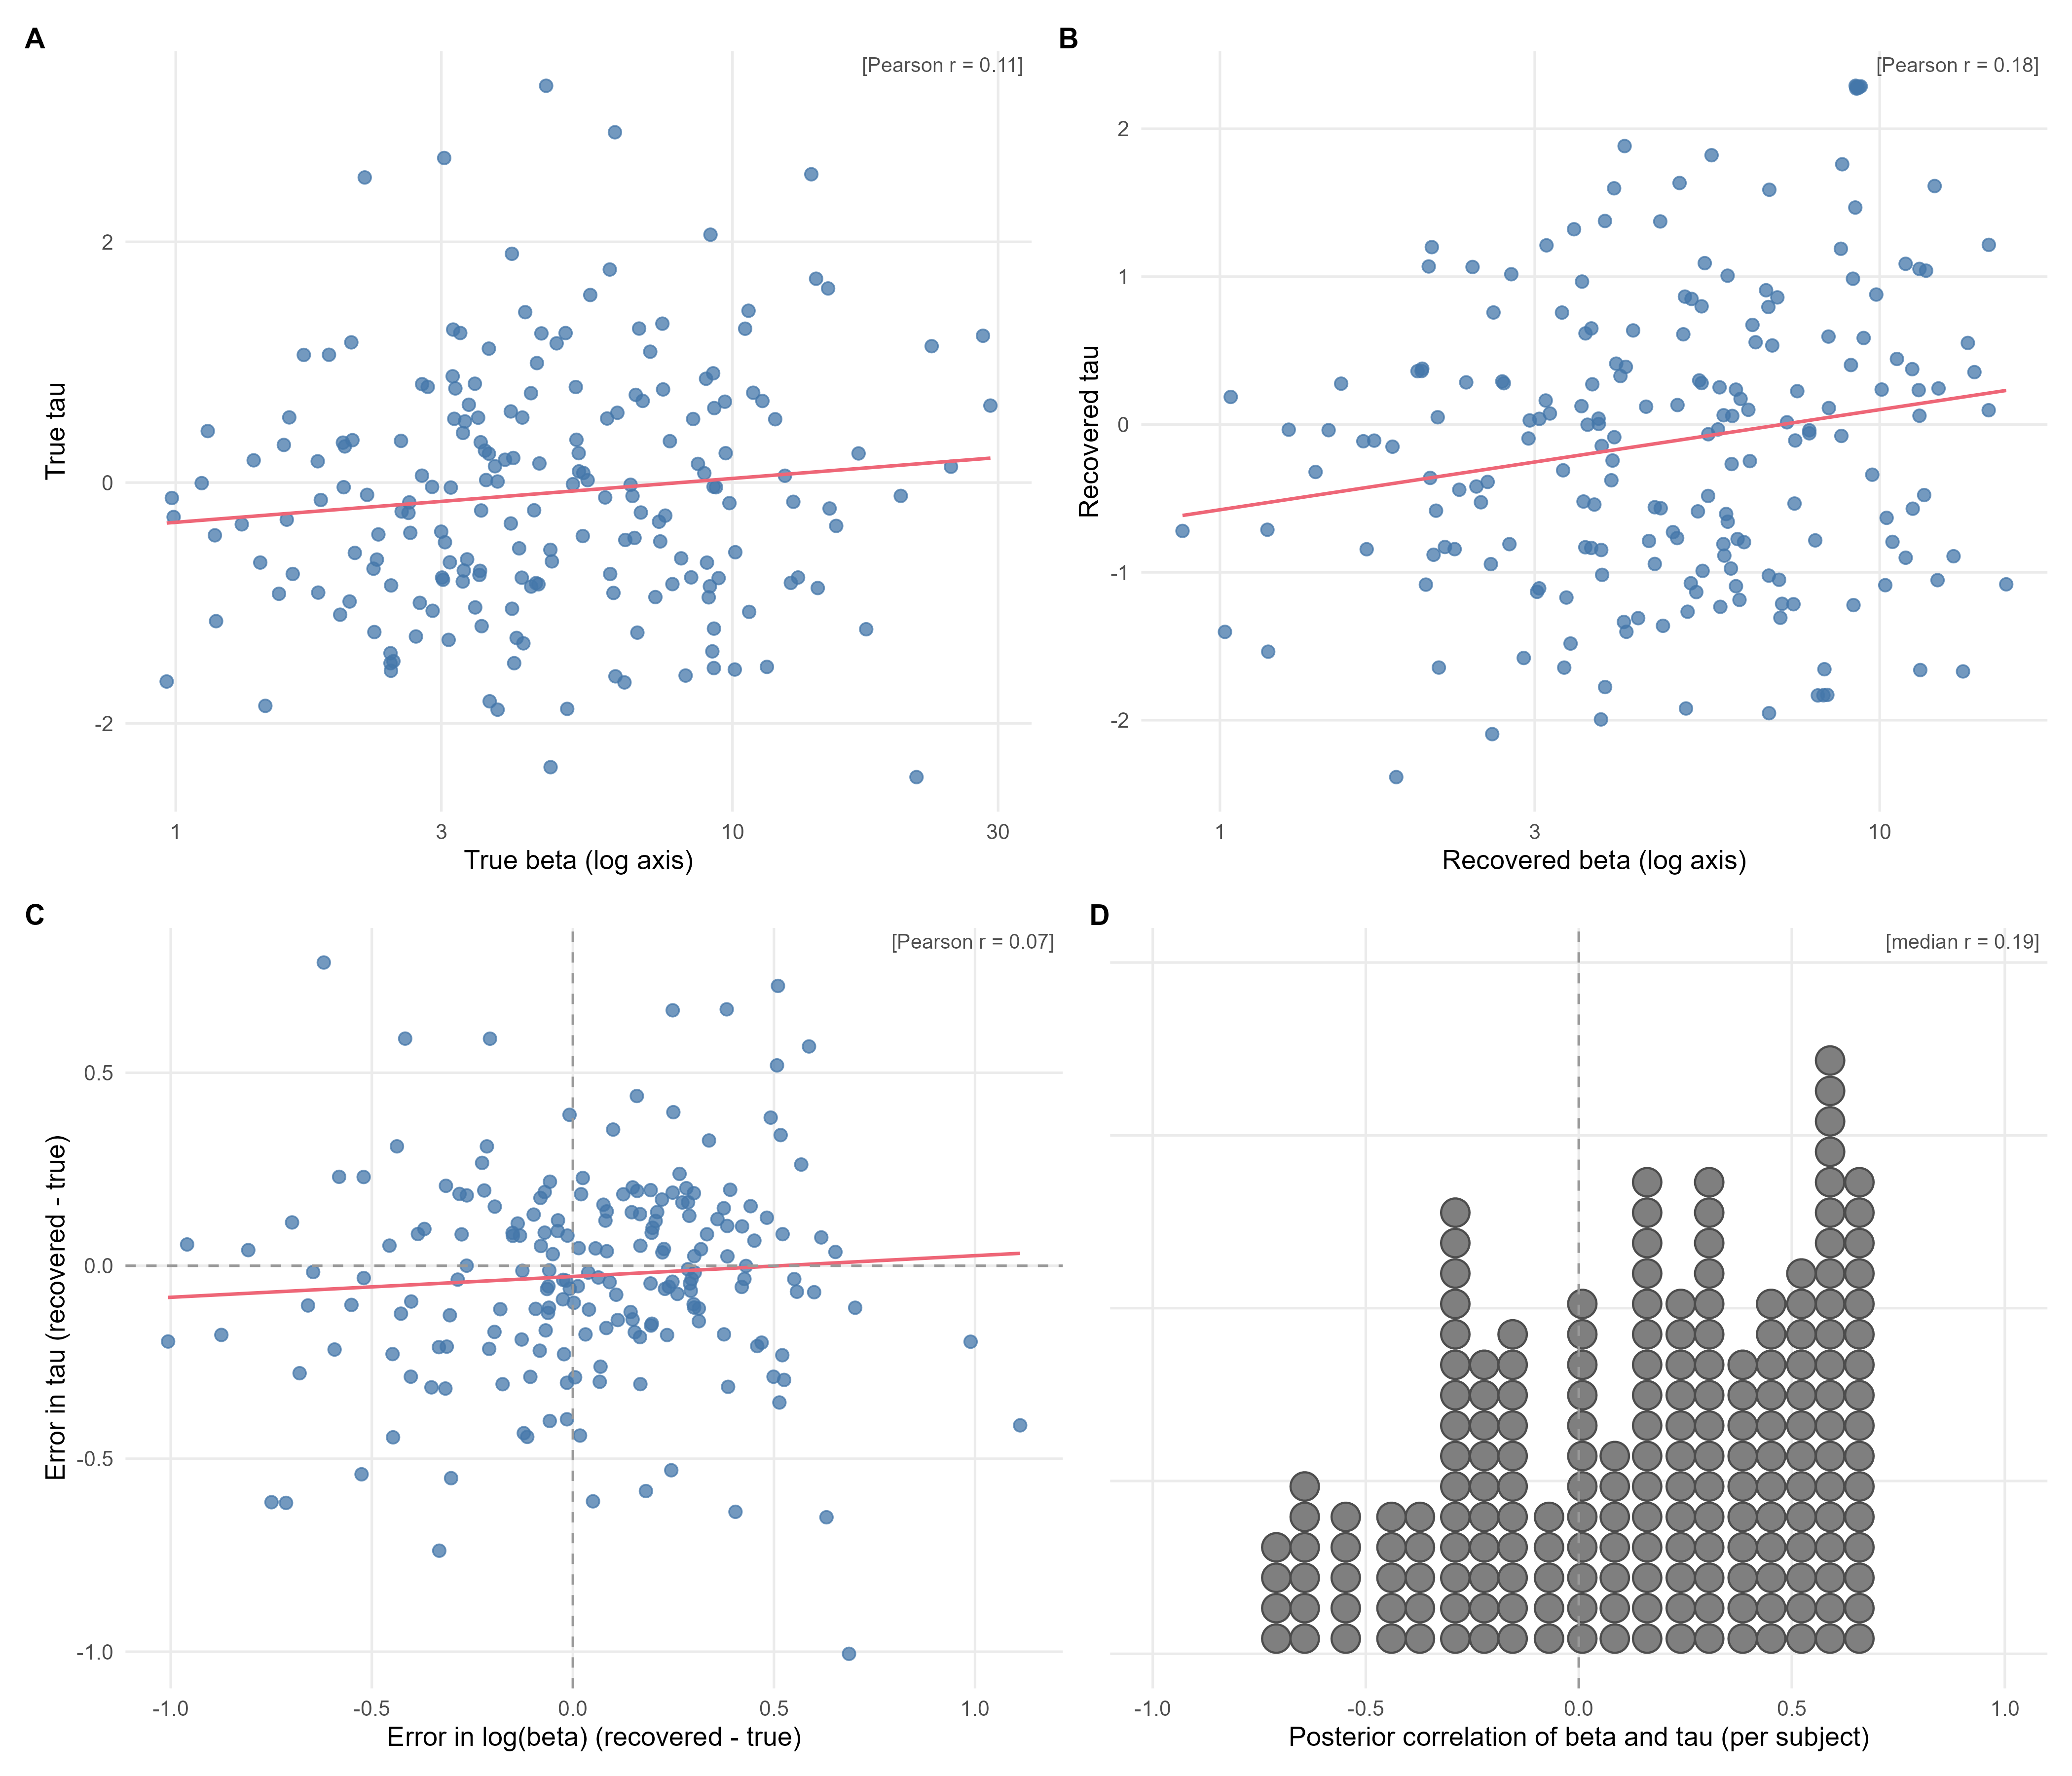 A
[Pearson r = 0.11]
True tau
2
0
-2
1
3
10
30
True beta (log axis)
B
[Pearson r = 0.18]
Recovered tau
2
1
0
-1
-2
1
3
10
Recovered beta (log axis)
C
[Pearson r = 0.07]
Error in tau (recovered - true)
0.5
0.0
-0.5
-1.0
-1.0
-0.5
0.0
0.5
1.0
Error in log(beta) (recovered - true)
D
[median r = 0.19]
-1.0
-0.5
0.0
0.5
1.0
Posterior correlation of beta and tau (per subject)